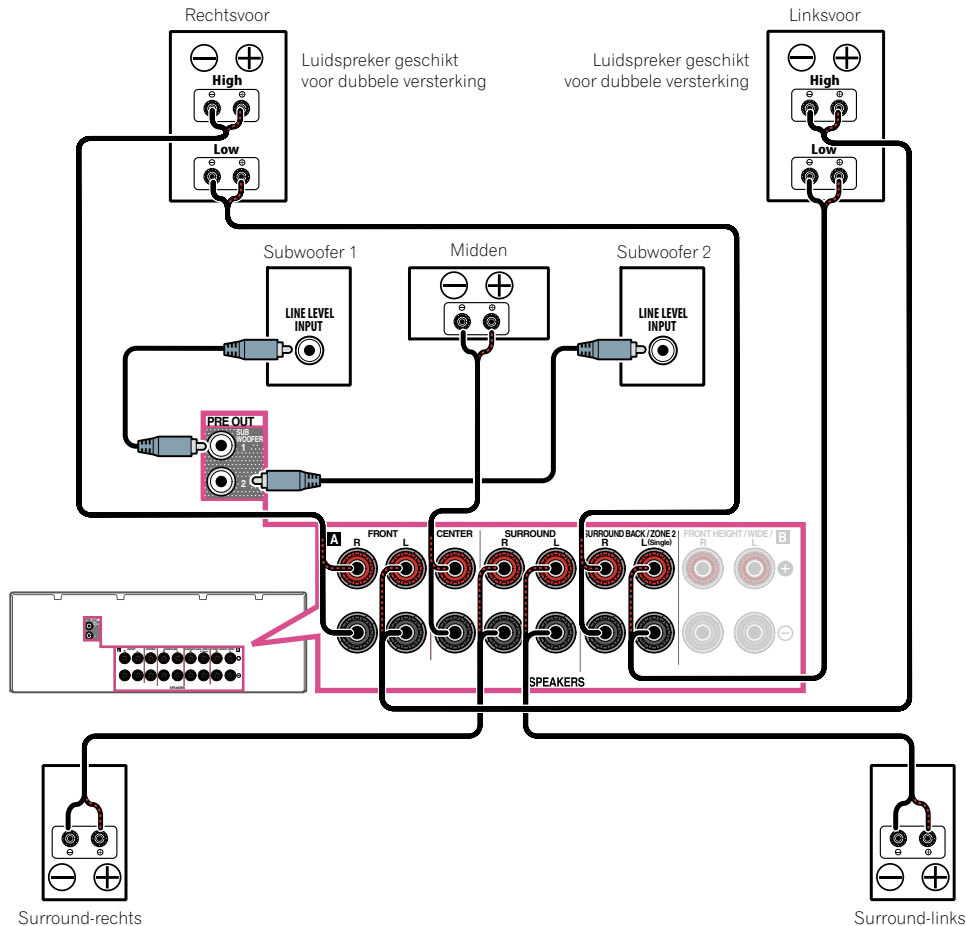 Rechtsvoor
Linksvoor
Luidspreker geschikt
voor dubbele versterking
Luidspreker geschikt
voor dubbele versterking
High
Low
High
Low
Subwoofer 1
Midden
Subwoofer 2
LINE LEVEL
INPUT
LINE LEVEL
INPUT
PRE OUT
SUB
WOOFER
1
2
A
FRONT
R L
CENTER
SURROUND
R L
SURROUND BACK / ZONE 2
R L (Single)
FRONT HEIGHT / WIDE / B
R L
SPEAKERS
Surround-rechts
Surround-links